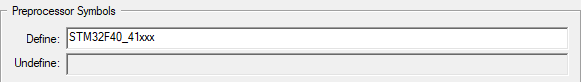 Preprocessor Symbols
Define: STM32F40_41xxx
Undefine: